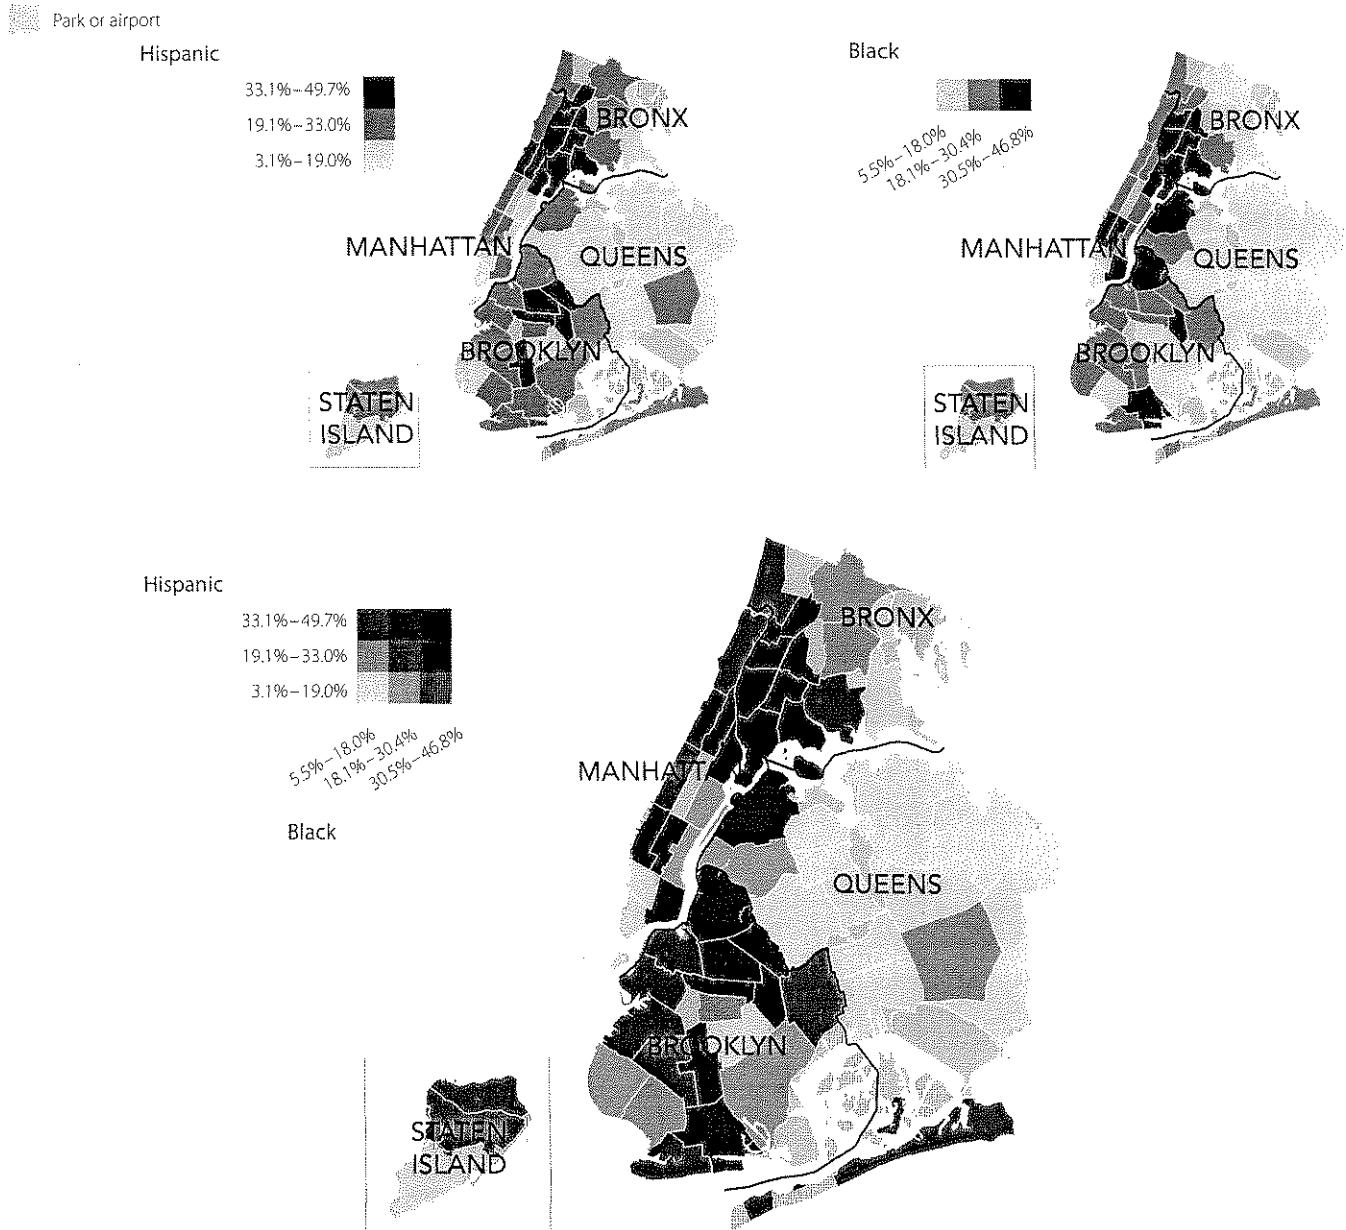 Park or airport
Hispanic
33.1%–49.7%
19.1%–33.0%
3.1%–19.0%
BRONX
MANHATTAN
QUEENS
BROOKLYN
STATEN
ISLAND
Black
5.5%–18.0%
18.1%–30.4%
30.5%–46.8%
BRONX
MANHATTAN
QUEENS
BROOKLYN
STATEN
ISLAND
Hispanic
33.1%–49.7%
19.1%–33.0%
3.1%–19.0%
5.5%–18.0%
18.1%–30.4%
30.5%–46.8%
Black
BRONX
MANHATTAN
QUEENS
BROOKLYN
STATEN
ISLAND